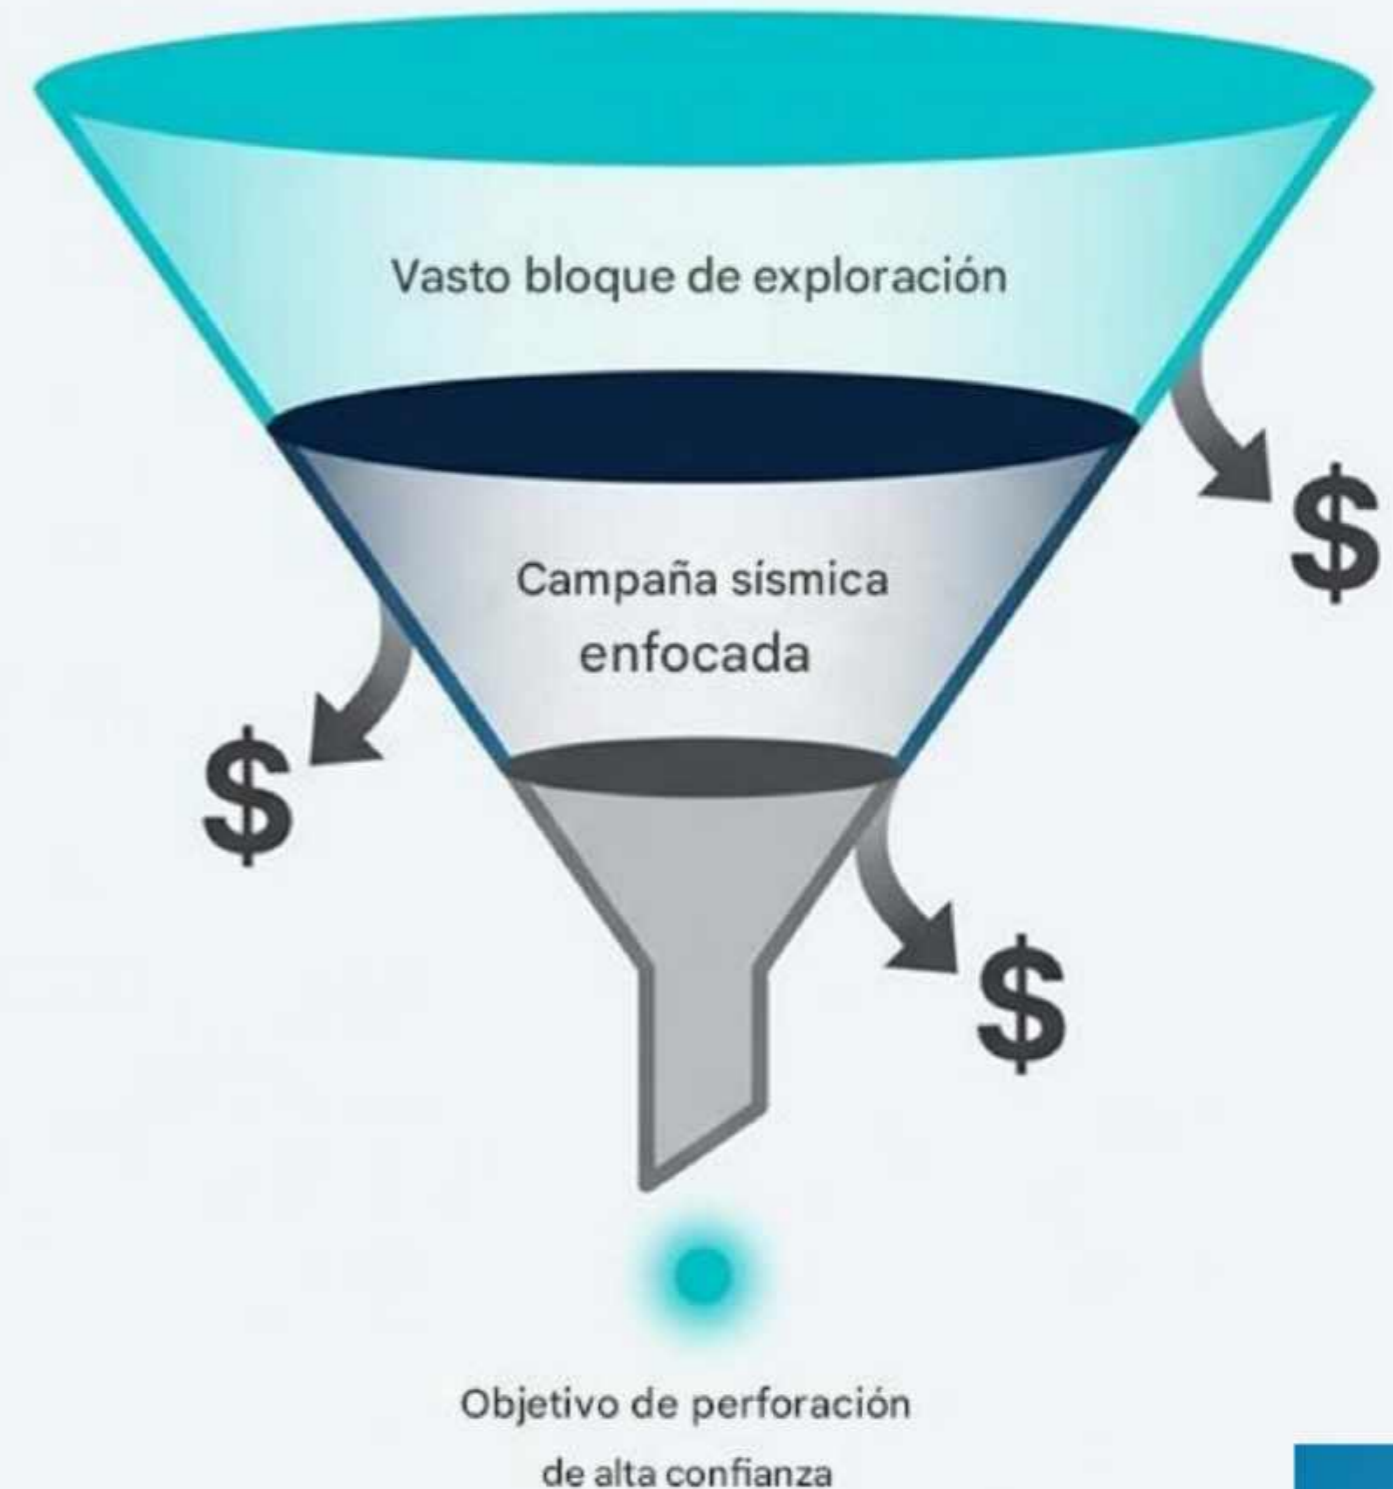 Vasto bloque de exploración
Campaña sísmica
enfocada
$
$
$
Objetivo de perforación
de alta confianza